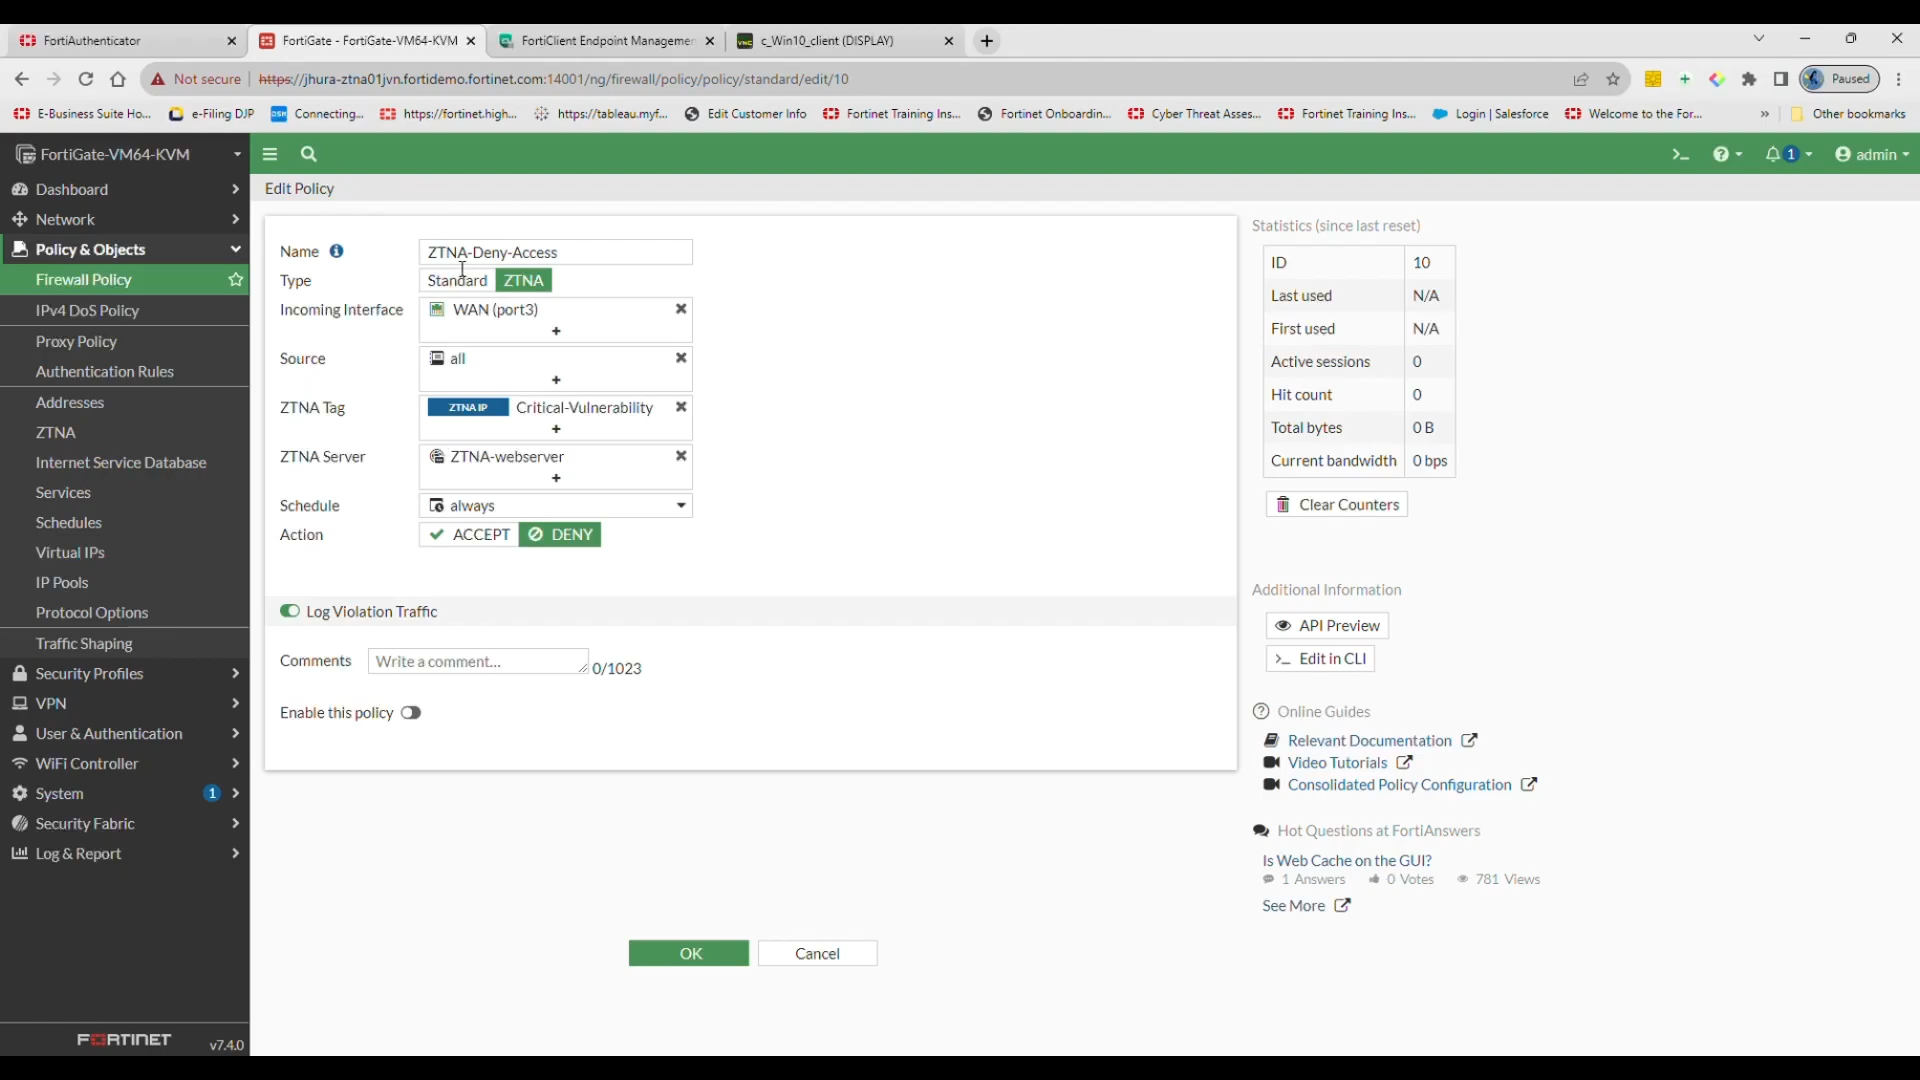 FortiAuthenticator
FortiGate - FortiGate-VM64-KVM
FortiClient Endpoint Managemen
c_Win10_client (DISPLAY)
Not secure
https://jhura-ztna01jvn.fortidemo.fortinet.com:14001/ng/firewall/policy/policy/standard/edit/10
Paused
E-Business Suite Ho...
e-Filing DJP
Connecting...
https://fortinet.high...
https://tableau.myf...
Edit Customer Info
Fortinet Training Ins...
Fortinet Onboardin...
Cyber Threat Asses...
Fortinet Training Ins...
Login | Salesforce
Welcome to the For...
»
Other bookmarks
FortiGate-VM64-KVM
1
admin
Dashboard
Network
Policy & Objects
Firewall Policy
IPv4 DoS Policy
Proxy Policy
Authentication Rules
Addresses
ZTNA
Internet Service Database
Services
Schedules
Virtual IPs
IP Pools
Protocol Options
Traffic Shaping
Security Profiles
VPN
User & Authentication
WiFi Controller
System 1
Security Fabric
Log & Report
FORTINET
v7.4.0
Edit Policy
Name ZTNA-Deny-Access
Type Standard ZTNA
Incoming Interface WAN (port3)
+
Source all
+
ZTNA Tag ZTNA IP Critical-Vulnerability
+
ZTNA Server ZTNA-webserver
+
Schedule always
Action ACCEPT DENY
Log Violation Traffic
Comments Write a comment... 0/1023
Enable this policy
OK
Cancel
Statistics (since last reset)
ID 10
Last used N/A
First used N/A
Active sessions 0
Hit count 0
Total bytes 0 B
Current bandwidth 0 bps
Clear Counters
Additional Information
API Preview
>_ Edit in CLI
Online Guides
Relevant Documentation
Video Tutorials
Consolidated Policy Configuration
Hot Questions at FortiAnswers
Is Web Cache on the GUI?
1 Answers 0 Votes 781 Views
See More